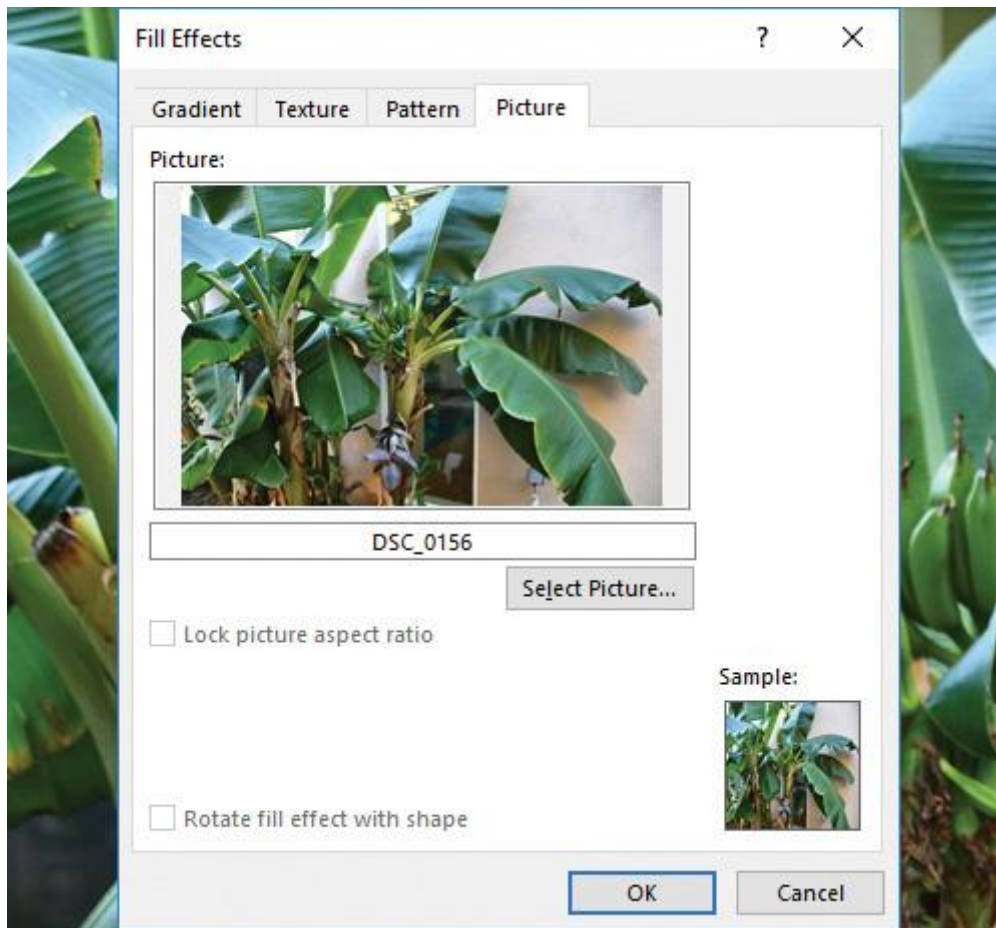 Fill Effects ? ×
Gradient Texture Pattern Picture
Picture:
DSC_0156
Select Picture...
Lock picture aspect ratio
Sample:
Rotate fill effect with shape
OK Cancel